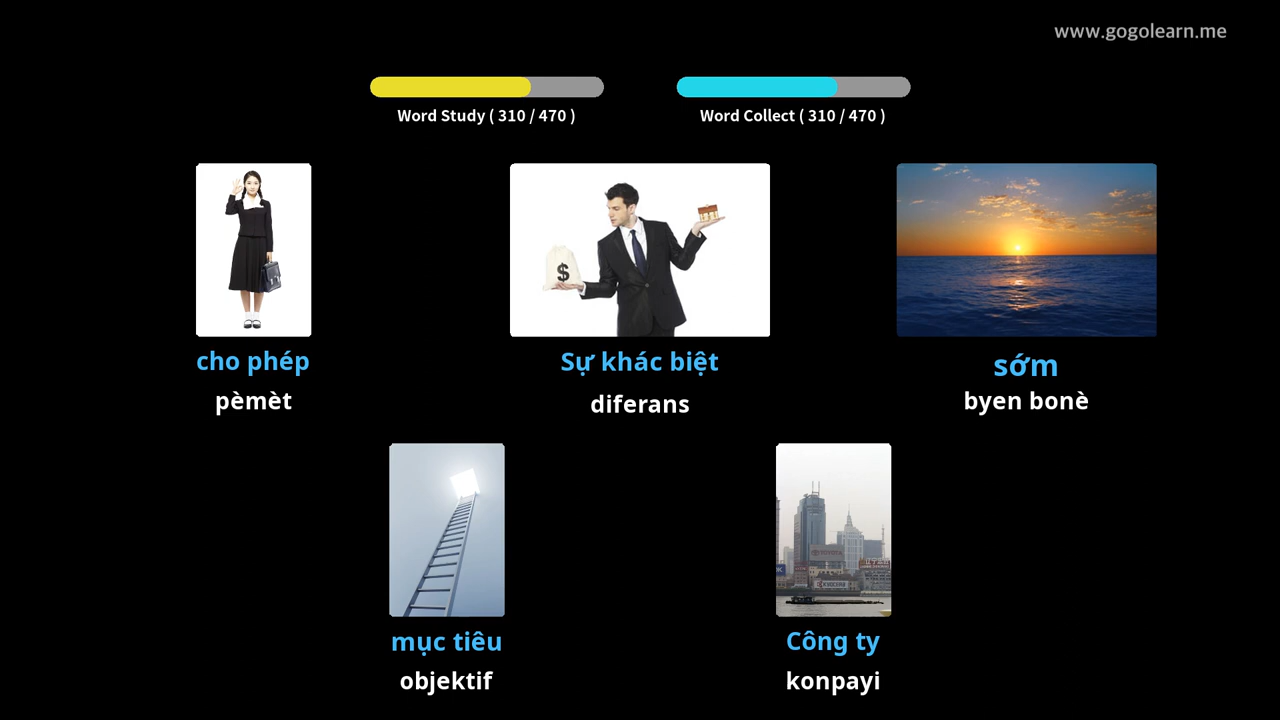 www.gogolearn.me
Word Study ( 310 / 470 )
Word Collect ( 310 / 470 )
$
cho phép
pèmèt
Sự khác biệt
diferans
sớm
byen bonè
mục tiêu
objektif
Công ty
konpayi